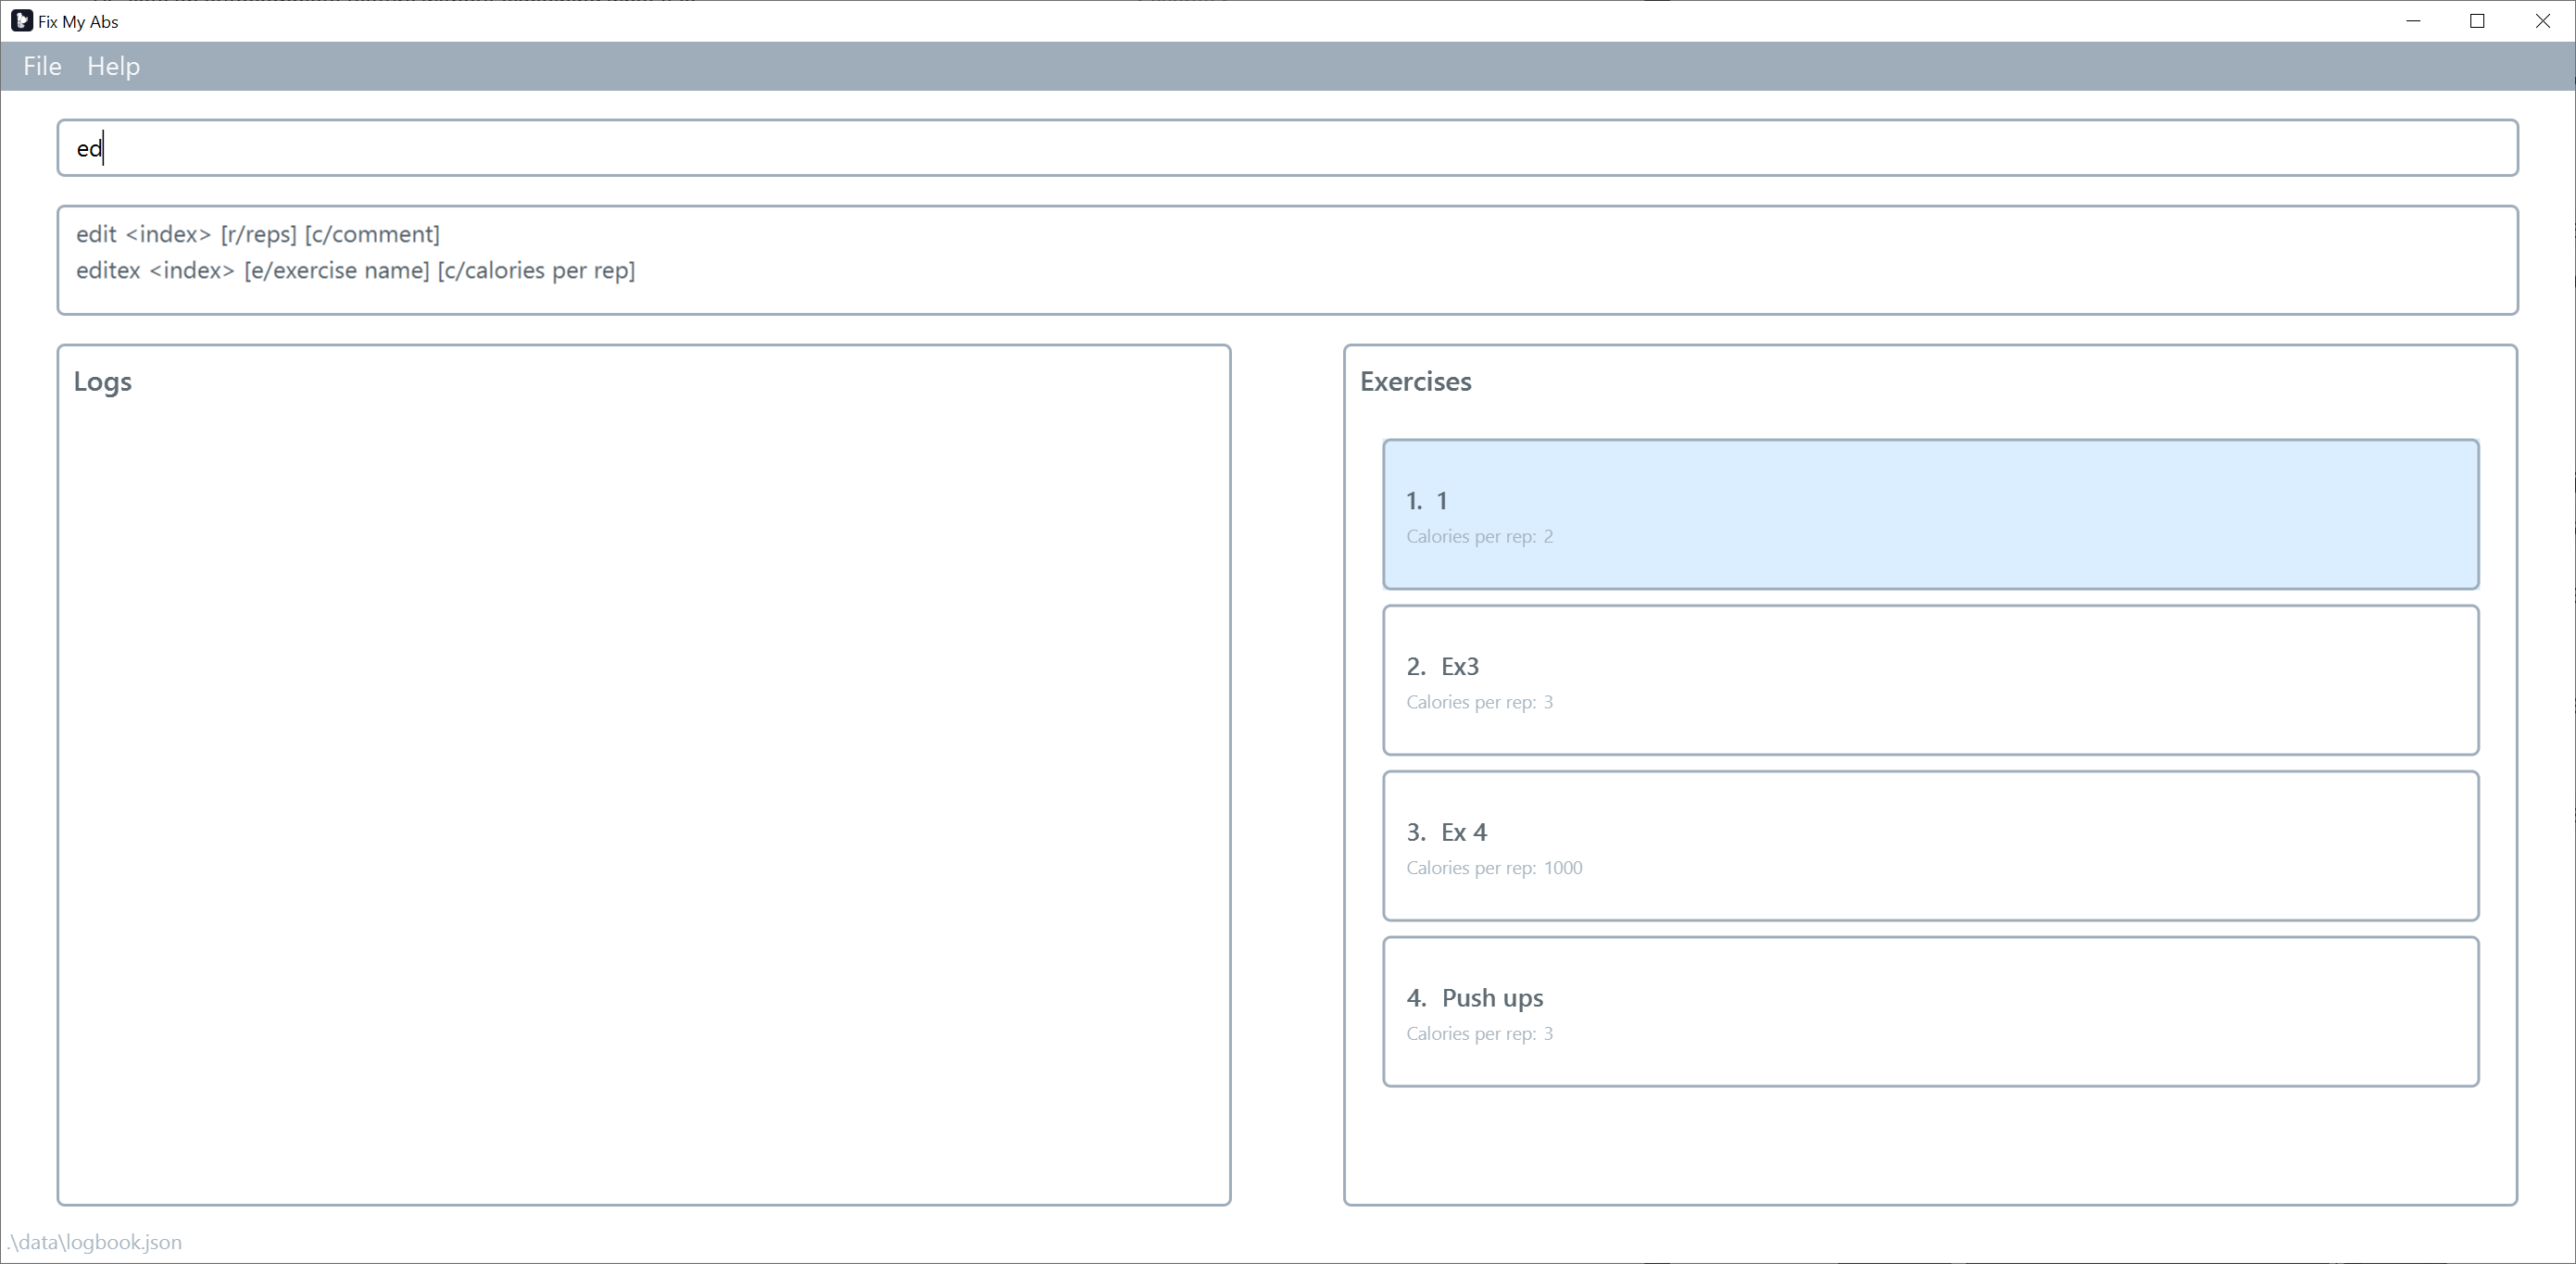 Fix My Abs
File Help
ed
edit <index> [r/reps] [c/comment]
editex <index> [e/exercise name] [c/calories per rep]
Logs
Exercises
1. 1
Calories per rep: 2
2. Ex3
Calories per rep: 3
3. Ex 4
Calories per rep: 1000
4. Push ups
Calories per rep: 3
.\data\logbook.json